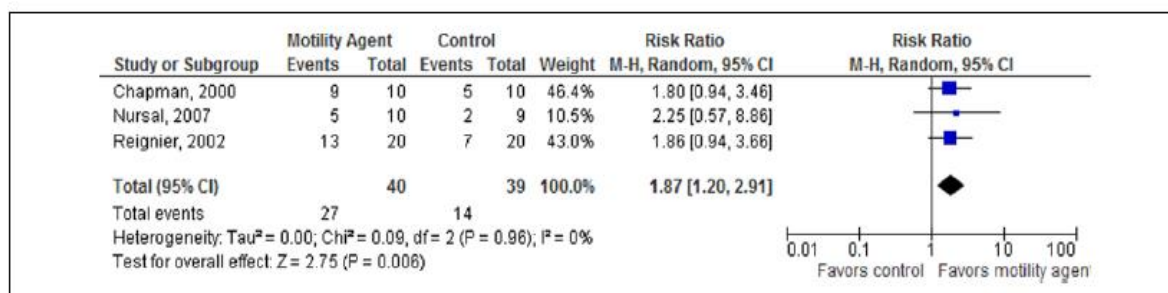 Motility Agent Control Risk Ratio Risk Ratio
Study or Subgroup Events Total Events Total Weight M-H, Random, 95% CI M-H, Random, 95% CI
Chapman, 2000 9 10 5 10 46.4% 1.80 [0.94, 3.46]
Nursal, 2007 5 10 2 9 10.5% 2.25 [0.57, 8.86]
Reignier, 2002 13 20 7 20 43.0% 1.86 [0.94, 3.66]
Total (95% CI) 40 39 100.0% 1.87 [1.20, 2.91]
Total events 27 14
Heterogeneity: Tau² = 0.00; Chi² = 0.09, df = 2 (P = 0.96); I² = 0%
Test for overall effect: Z = 2.75 (P = 0.006)
0.01 0.1 1 10 100
Favors control Favors motility agen